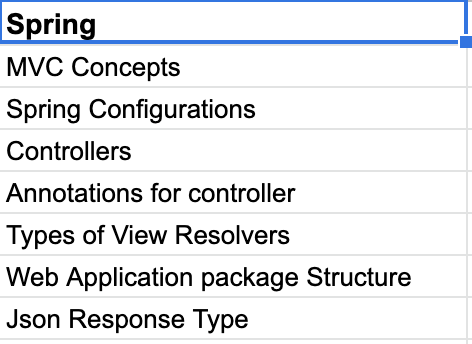 Spring
MVC Concepts
Spring Configurations
Controllers
Annotations for controller
Types of View Resolvers
Web Application package Structure
Json Response Type